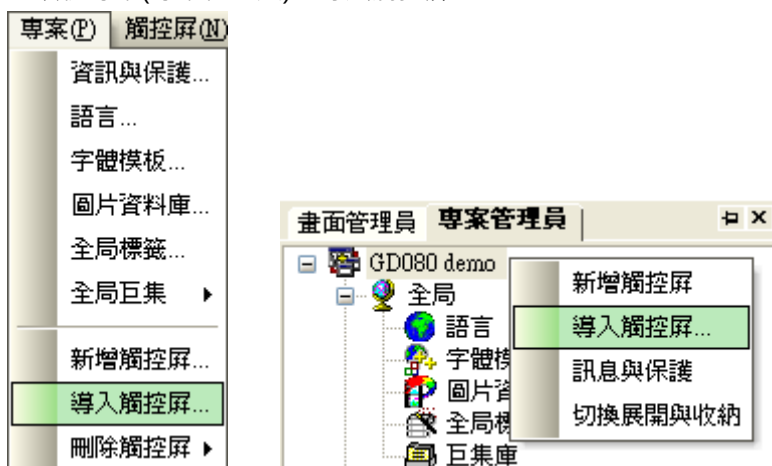 專案(P) 觸控屏(N)
資訊與保護...
語言...
字體模板...
圖片資料庫...
全局標籤...
全局巨集
新增觸控屏...
導入觸控屏...
刪除觸控屏
畫面管理員 專案管理員
GD080 demo
全局
語言
字體模
圖片資
全局標
巨集庫
新增觸控屏
導入觸控屏...
訊息與保護
切換展開與收納